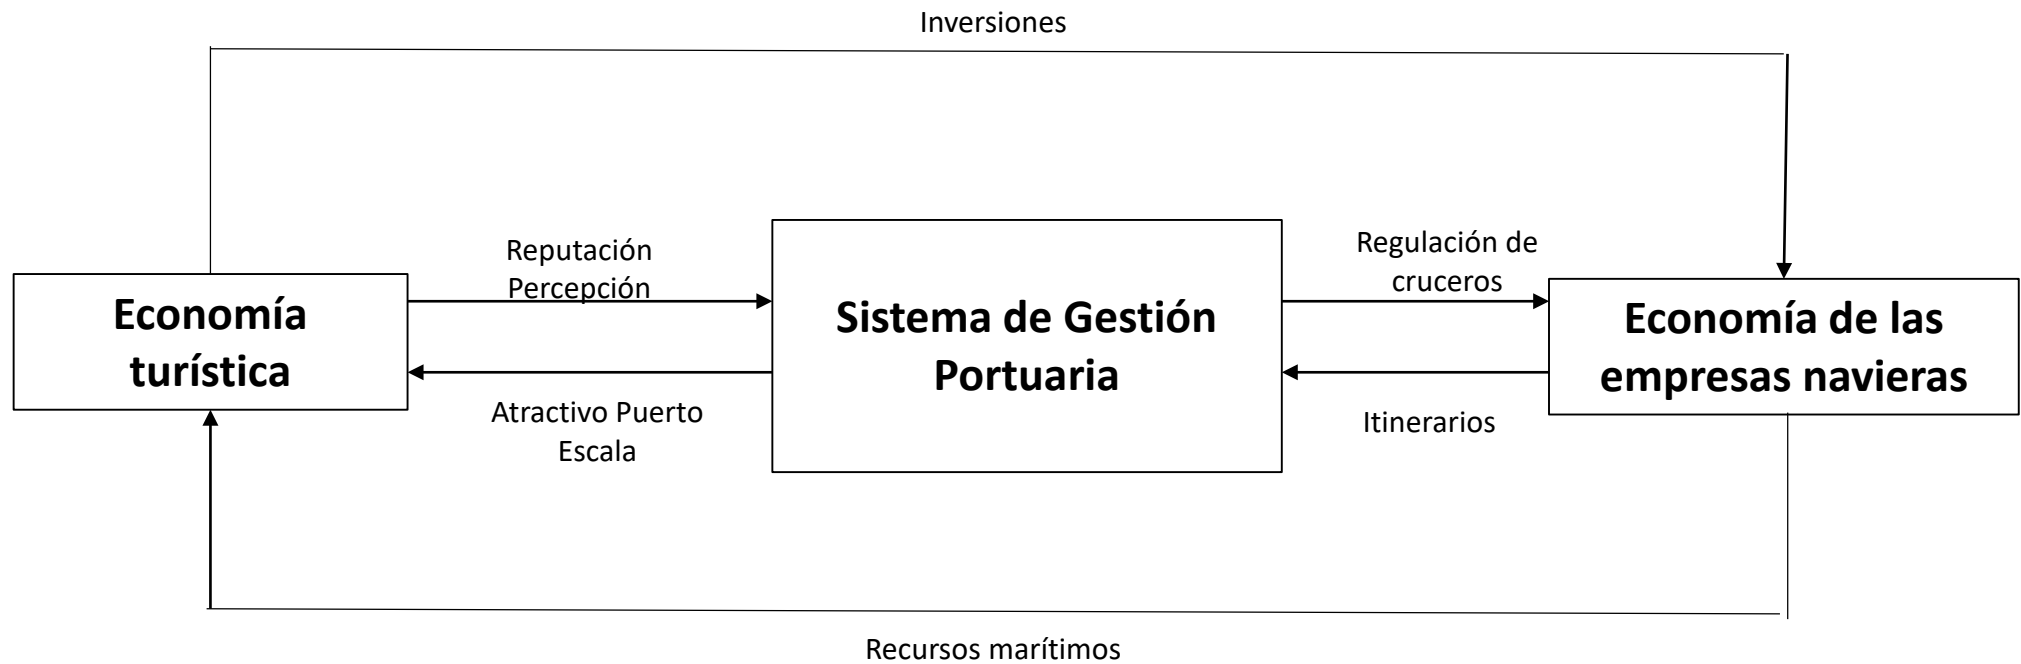 Inversiones
Reputación
Percepción
Regulación de
cruceros
Economía
turística
Sistema de Gestión
Portuaria
Economía de las
empresas navieras
Atractivo Puerto
Escala
Itinerarios
Recursos marítimos